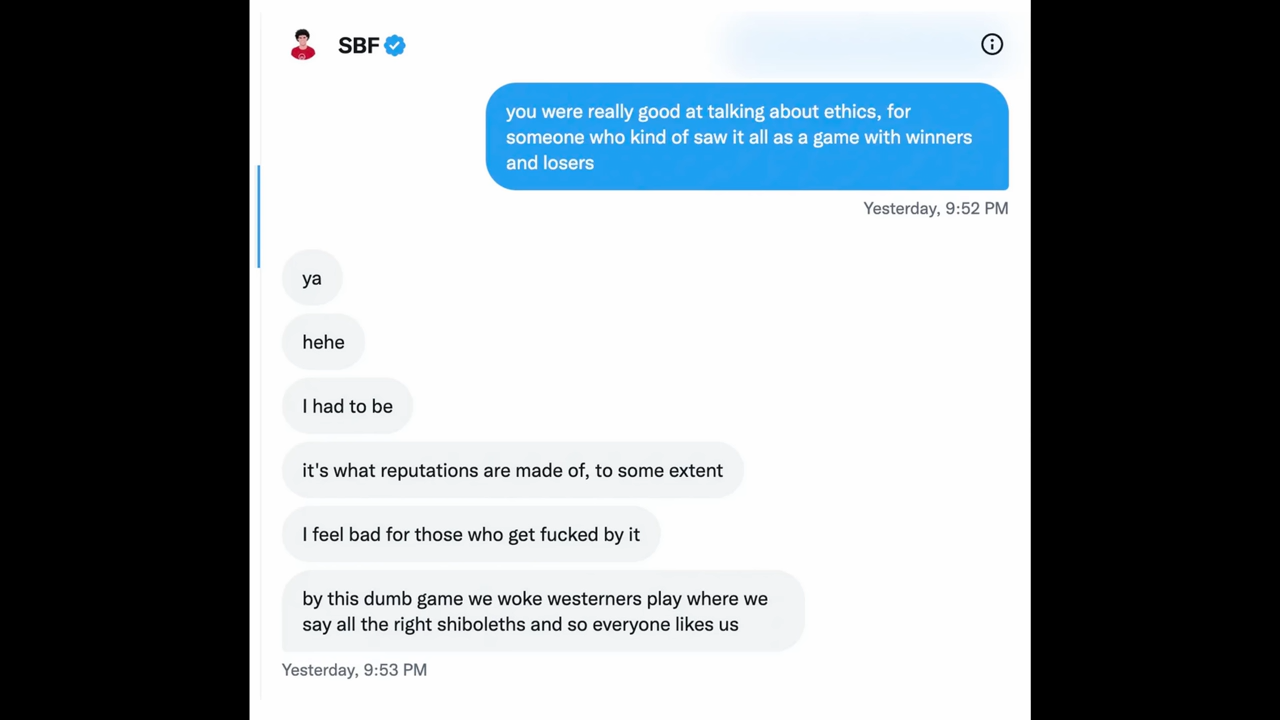 SBF
you were really good at talking about ethics, for
someone who kind of saw it all as a game with winners
and losers
Yesterday, 9:52 PM
ya
hehe
I had to be
it's what reputations are made of, to some extent
I feel bad for those who get fucked by it
by this dumb game we woke westerners play where we
say all the right shiboleths and so everyone likes us
Yesterday, 9:53 PM